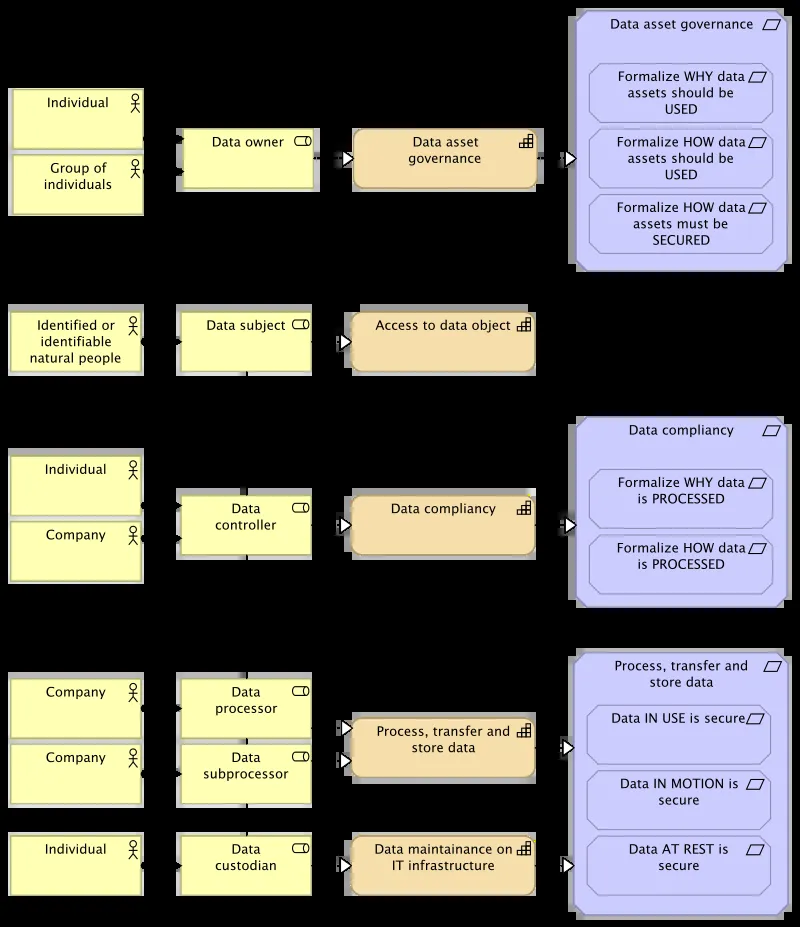 Data asset governance
Formalize WHY data
assets should be
USED
Individual
Data owner
Data asset
governance
Formalize HOW data
assets should be
USED
Group of
individuals
Formalize HOW data
assets must be
SECURED
Identified or
identifiable
natural people
Data subject
Access to data object
Data compliancy
Individual
Formalize WHY data
is PROCESSED
Data
controller
Data compliancy
Company
Formalize HOW data
is PROCESSED
Process, transfer and
store data
Company
Data
processor
Data IN USE is secure
Process, transfer and
store data
Company
Data
subprocessor
Data IN MOTION is
secure
Individual
Data
custodian
Data maintainance on
IT infrastructure
Data AT REST is
secure